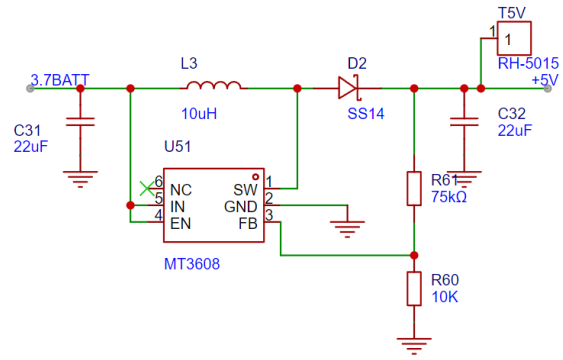 T5V
1
1
RH-5015
+5V
L3
D2
3.7BATT
10uH
SS14
C31
22uF
C32
22uF
U51
6 NC
5 IN
4 EN
SW 1
GND 2
FB 3
MT3608
R61
75kΩ
R60
10K